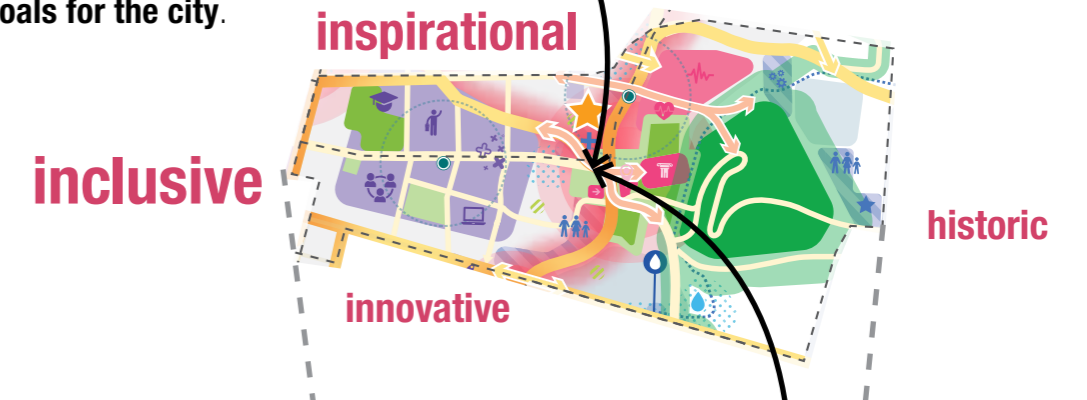 oals for the city.
inspirational
inclusive
historic
innovative